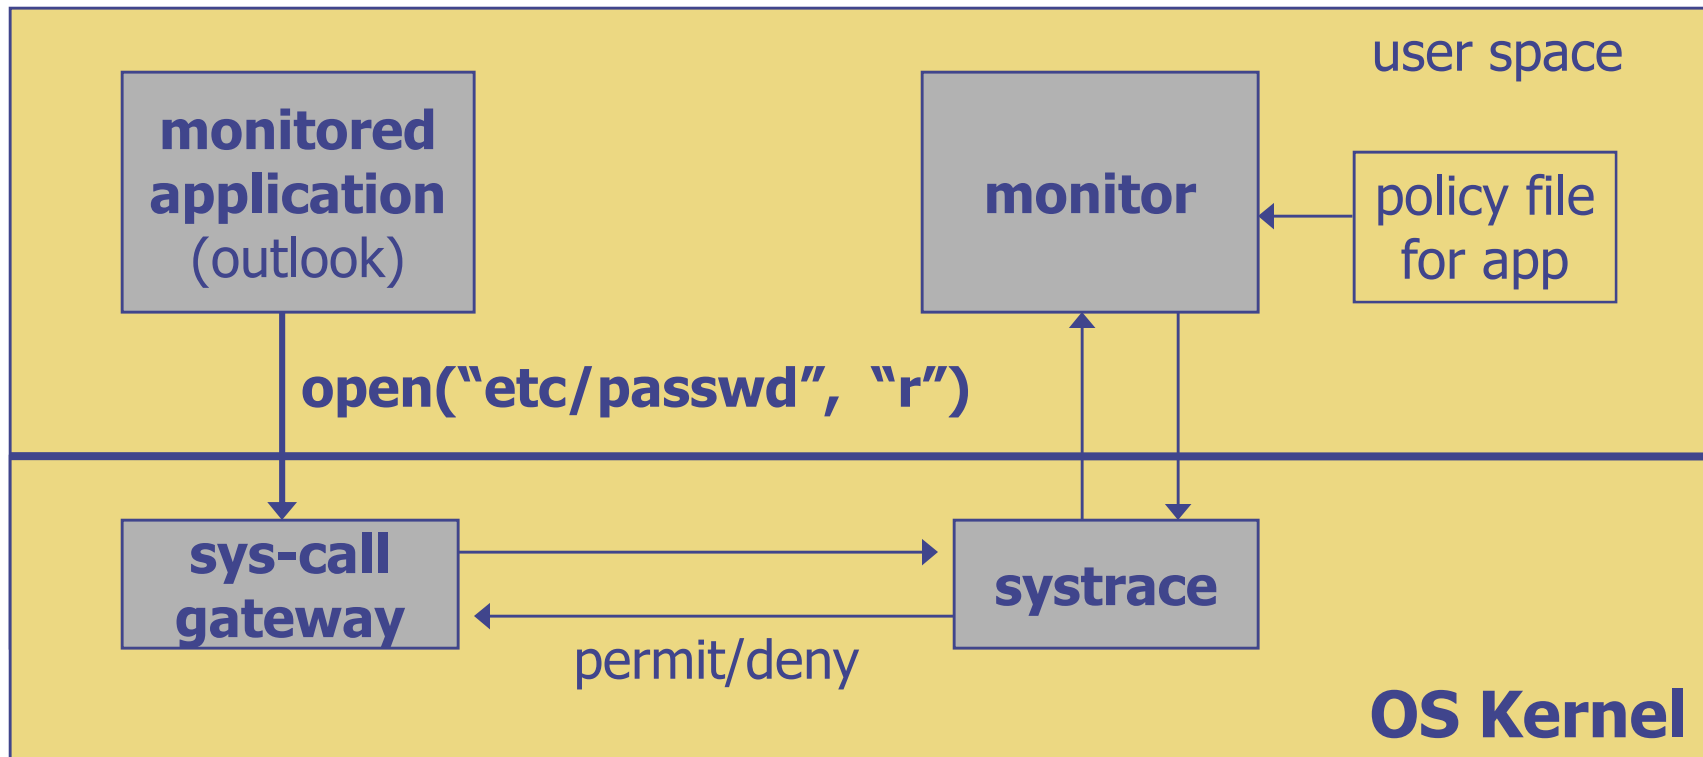 user space
monitored
application
(outlook)
monitor
policy file
for app
open(“etc/passwd”, “r”)
sys-call
gateway
systrace
permit/deny
OS Kernel